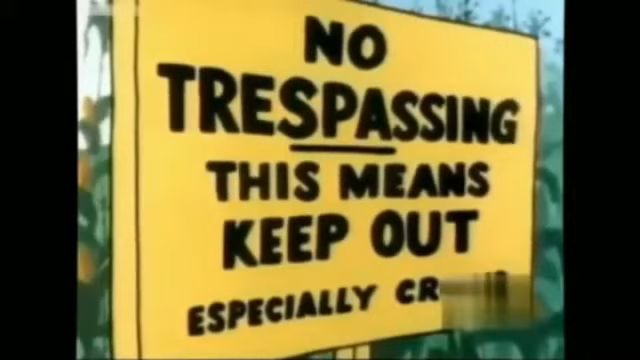 NO
TRESPASSING
THIS MEANS
KEEP OUT
ESPECIALLY